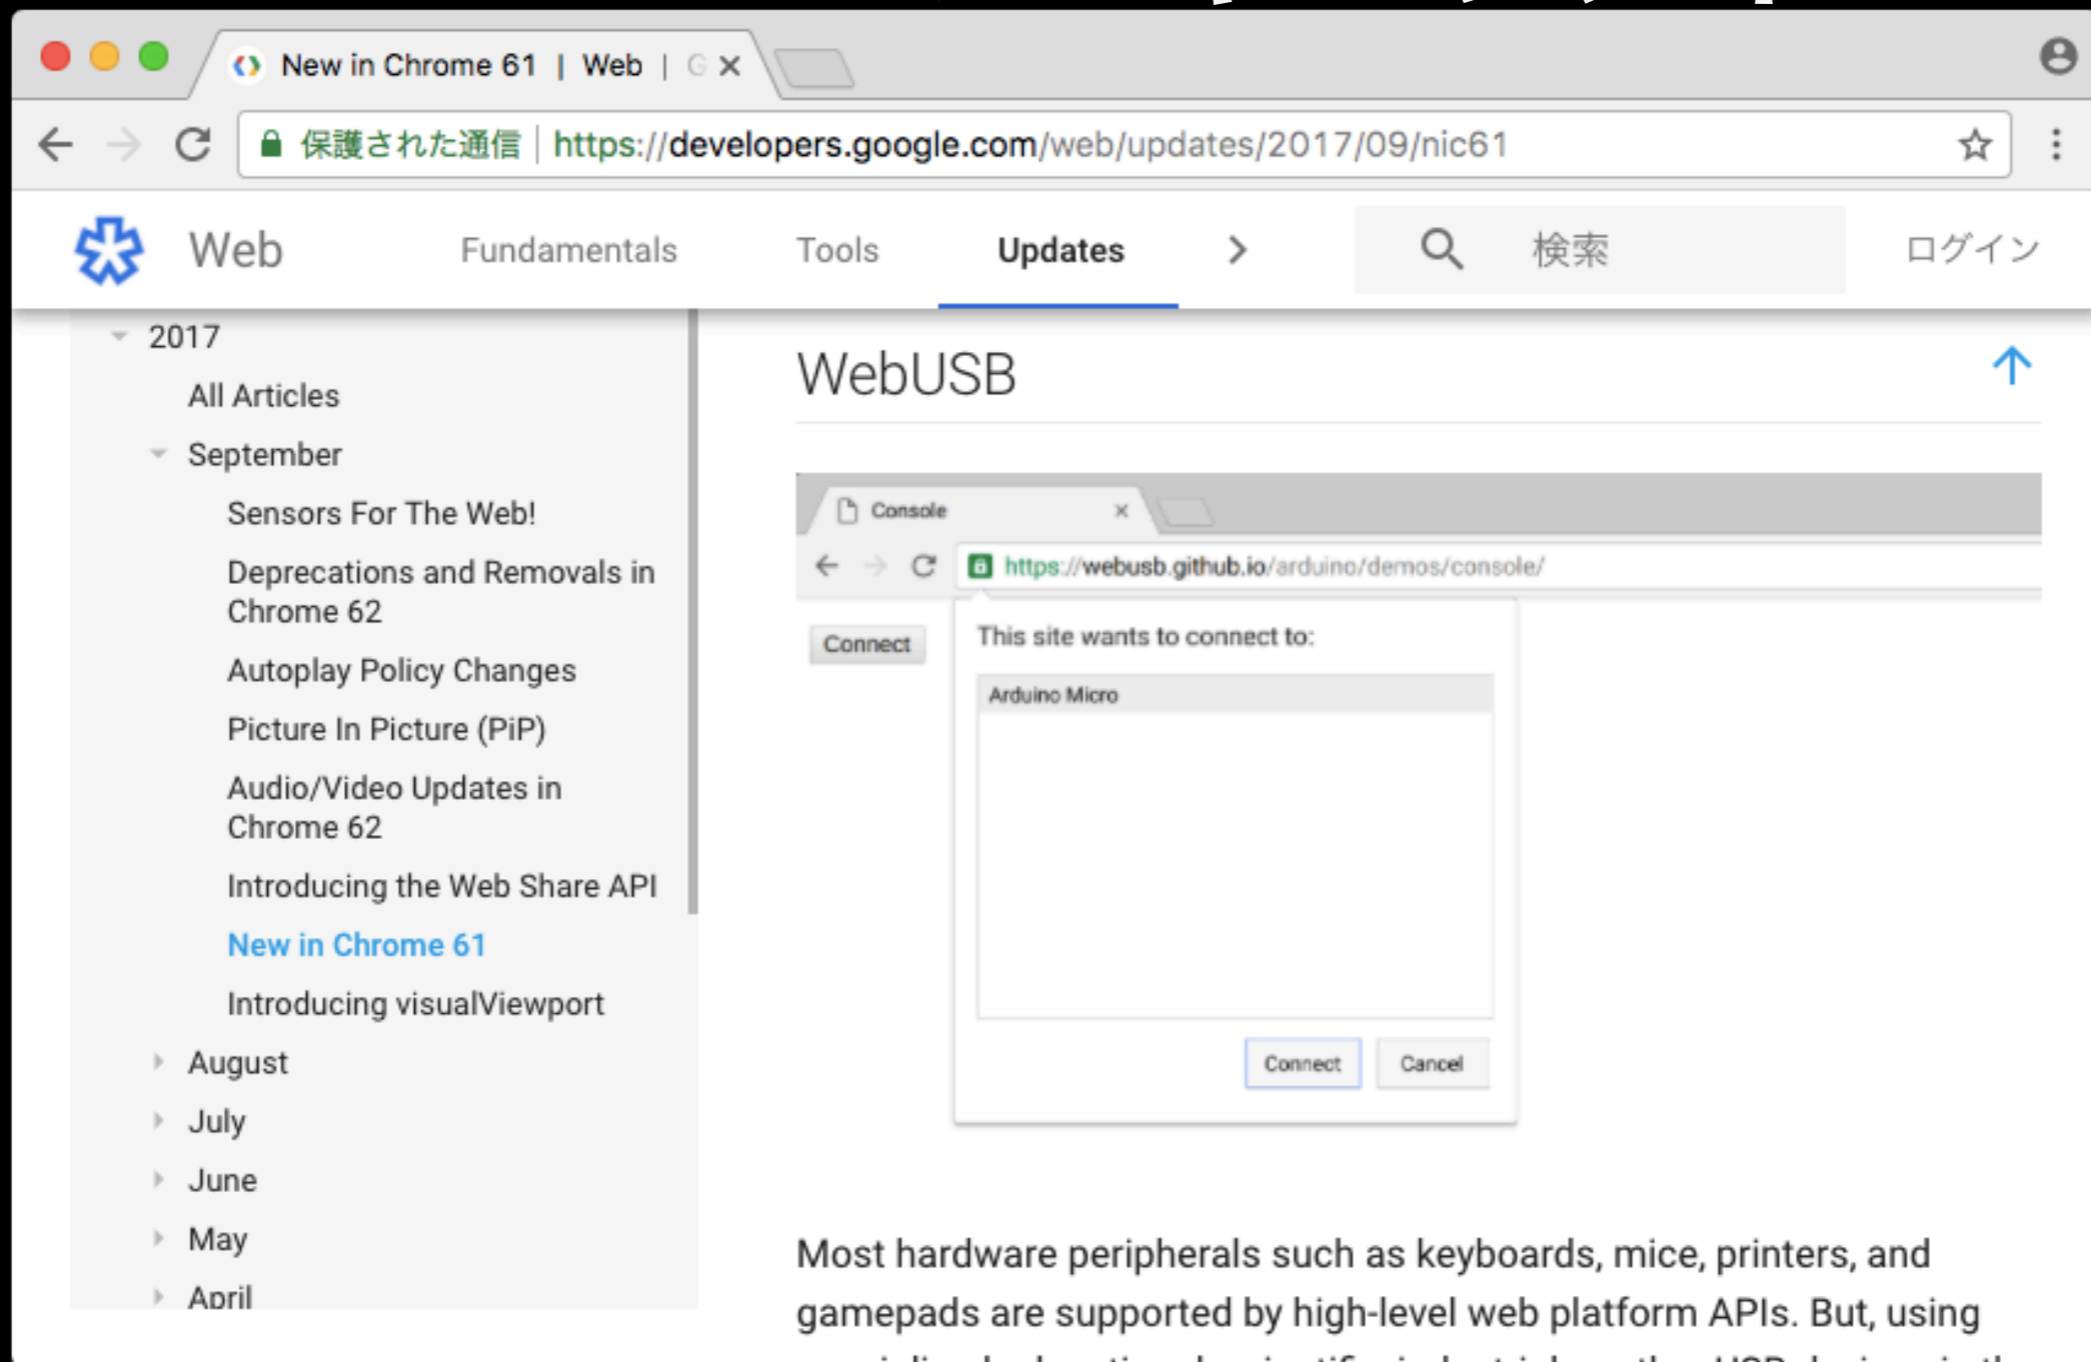 New in Chrome 61 | Web | G
保護された通信 https://developers.google.com/web/updates/2017/09/nic61
Web Fundamentals Tools Updates 検索 ログイン
2017
All Articles
September
Sensors For The Web!
Deprecations and Removals in
Chrome 62
Autoplay Policy Changes
Picture In Picture (PiP)
Audio/Video Updates in
Chrome 62
Introducing the Web Share API
New in Chrome 61
Introducing visualViewport
August
July
June
May
April
WebUSB
Console
https://webusb.github.io/arduino/demos/console/
Connect
This site wants to connect to:
Arduino Micro
Connect Cancel
Most hardware peripherals such as keyboards, mice, printers, and
gamepads are supported by high-level web platform APIs. But, using